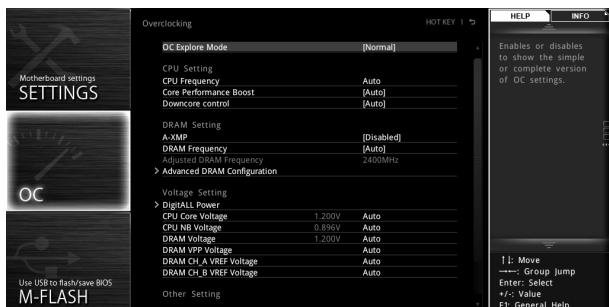 Motherboard settings
SETTINGS
OC
Use USB to flash/save BIOS
M-FLASH
Overclocking
HOT KEY
OC Explore Mode [Normal]
CPU Setting
CPU Frequency Auto
Core Performance Boost [Auto]
Downcore control [Auto]
DRAM Setting
A-XMP [Disabled]
DRAM Frequency [Auto]
Adjusted DRAM Frequency 2400MHz
> Advanced DRAM Configuration
Voltage Setting
> DigitALL Power
CPU Core Voltage 1.200V Auto
CPU NB Voltage 0.896V Auto
DRAM Voltage 1.200V Auto
DRAM VPP Voltage Auto
DRAM CH_A VREF Voltage Auto
DRAM CH_B VREF Voltage Auto
Other Setting
HELP
INFO
Enables or disables
to show the simple
or complete version
of OC settings.
↑↓: Move
→←: Group Jump
Enter: Select
+/-: Value
F1: General Help